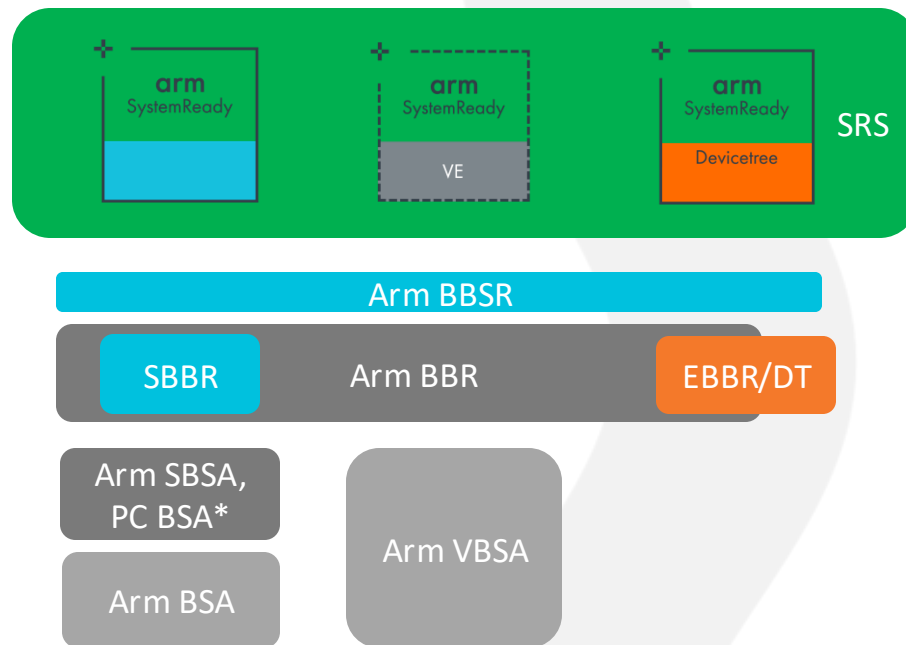 arm
SystemReady
arm
SystemReady
VE
arm
SystemReady
Devicetree
SRS
Arm BBSR
SBBR
Arm BBR
EBBR/DT
Arm SBSA,
PC BSA*
Arm VBSA
Arm BSA